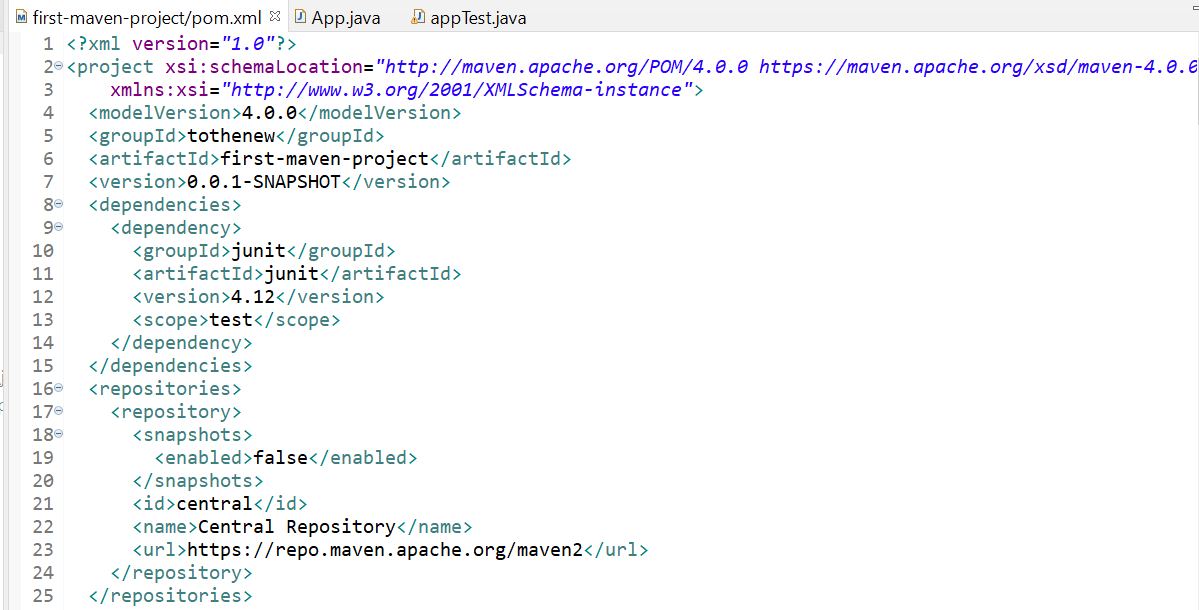 first-maven-project/pom.xml App.java appTest.java
1 <?xml version="1.0"?>
2 <project xsi:schemaLocation="http://maven.apache.org/POM/4.0.0 https://maven.apache.org/xsd/maven-4.0.0
3 xmlns:xsi="http://www.w3.org/2001/XMLSchema-instance">
4 <modelVersion>4.0.0</modelVersion>
5 <groupId>tothenew</groupId>
6 <artifactId>first-maven-project</artifactId>
7 <version>0.0.1-SNAPSHOT</version>
8 <dependencies>
9 <dependency>
10 <groupId>junit</groupId>
11 <artifactId>junit</artifactId>
12 <version>4.12</version>
13 <scope>test</scope>
14 </dependency>
15 </dependencies>
16 <repositories>
17 <repository>
18 <snapshots>
19 <enabled>false</enabled>
20 </snapshots>
21 <id>central</id>
22 <name>Central Repository</name>
23 <url>https://repo.maven.apache.org/maven2</url>
24 </repository>
25 </repositories>